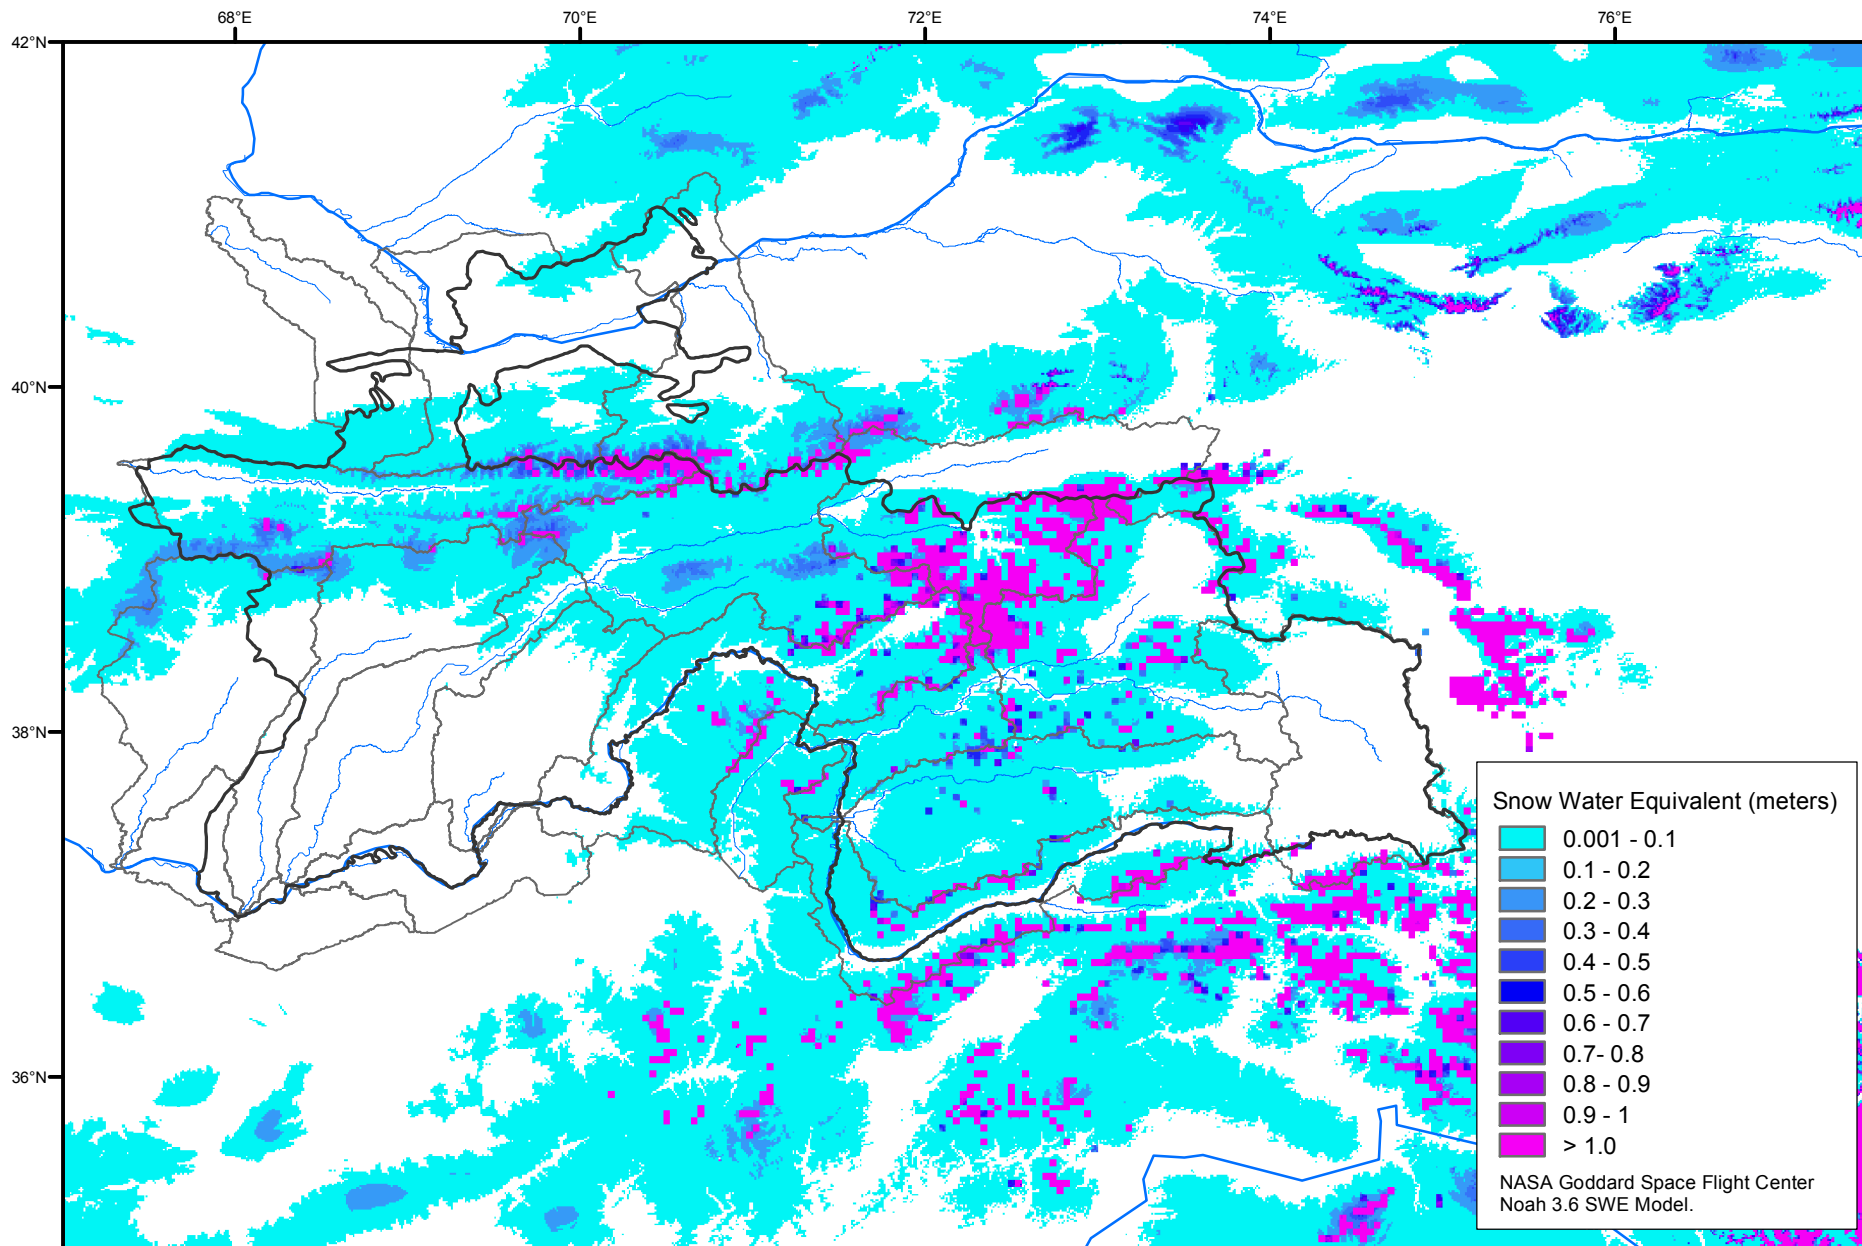 68°E 70°E 72°E 74°E 76°E
42°N
40°N
38°N
36°N
Snow Water Equivalent (meters)
0.001 - 0.1
0.1 - 0.2
0.2 - 0.3
0.3 - 0.4
0.4 - 0.5
0.5 - 0.6
0.6 - 0.7
0.7- 0.8
0.8 - 0.9
0.9 - 1
> 1.0
NASA Goddard Space Flight Center
Noah 3.6 SWE Model.